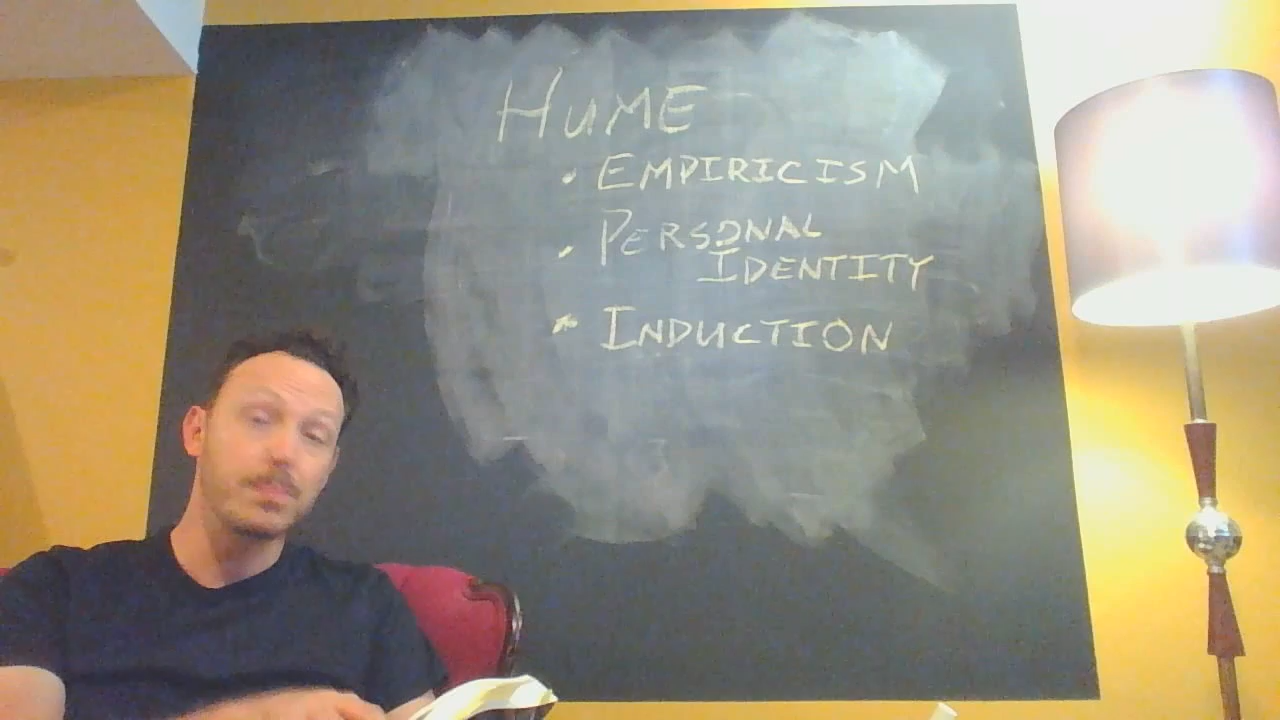 HUME
• EMPIRICISM
• PERSONAL
IDENTITY
• INDUCTION